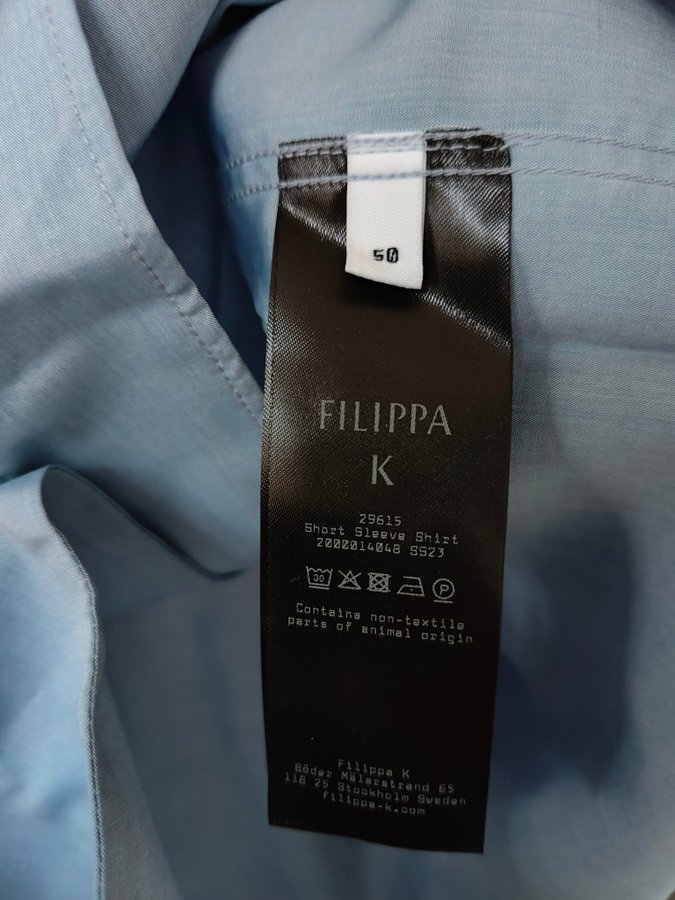 50
FILIPPA
K
29615
Short Sleeve Shirt
2000014048 SS23
30 P
Contains non-textile
parts of animal origin
Filippa K
Söder Mälarstrand 65
118 25 Stockholm Sweden
filippa-k.com